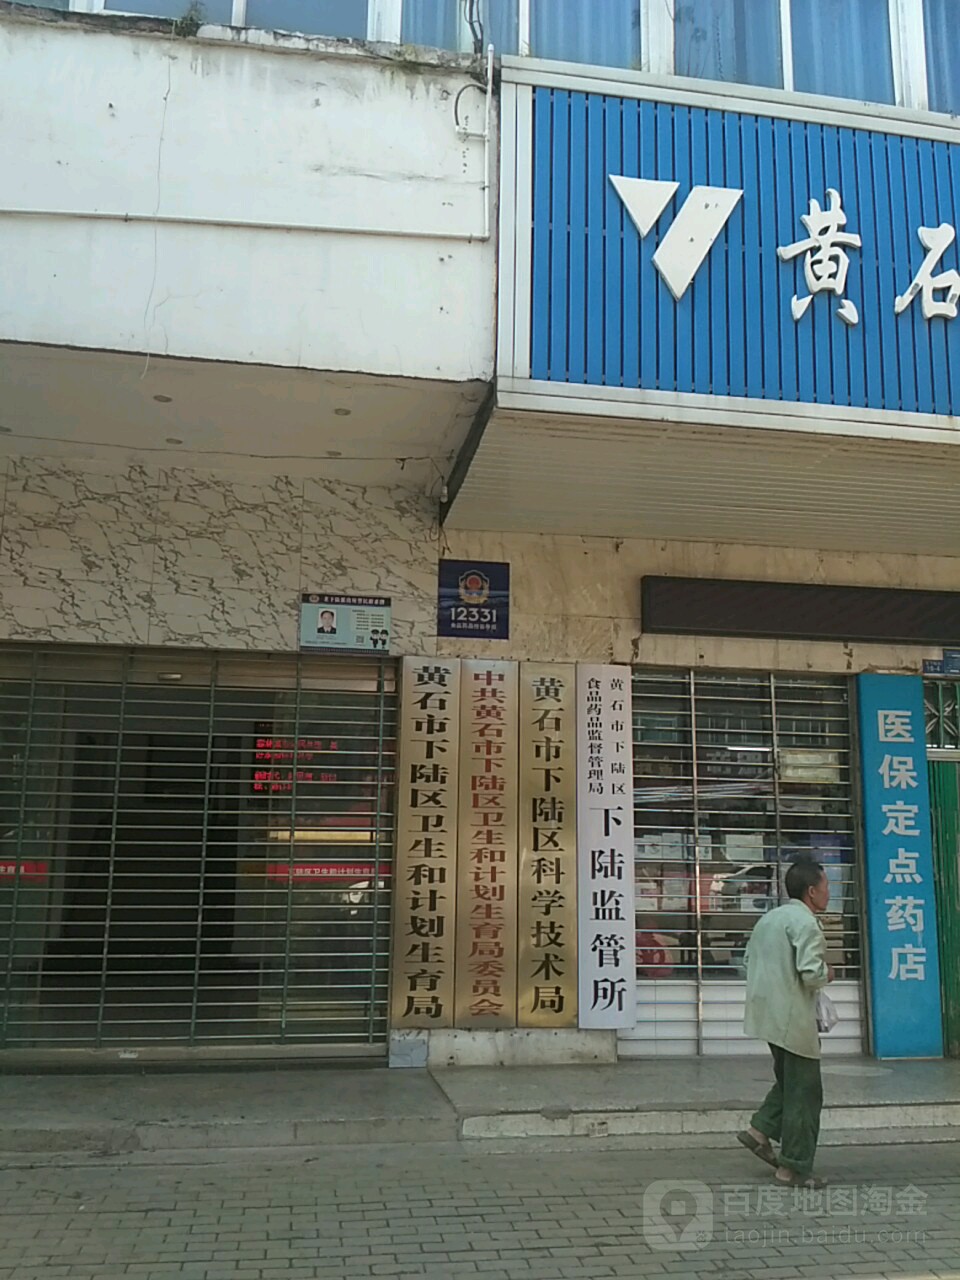 黄石
12331
黄石市下陆区卫生和计划生育局
中共黄石市下陆区卫生和计划生育局委员会
黄石市下陆区科学技术局
黄石市下陆区
食品药品监督管理局
下陆监管所
医保定点药店
百度地图淘金
taojin.baidu.com